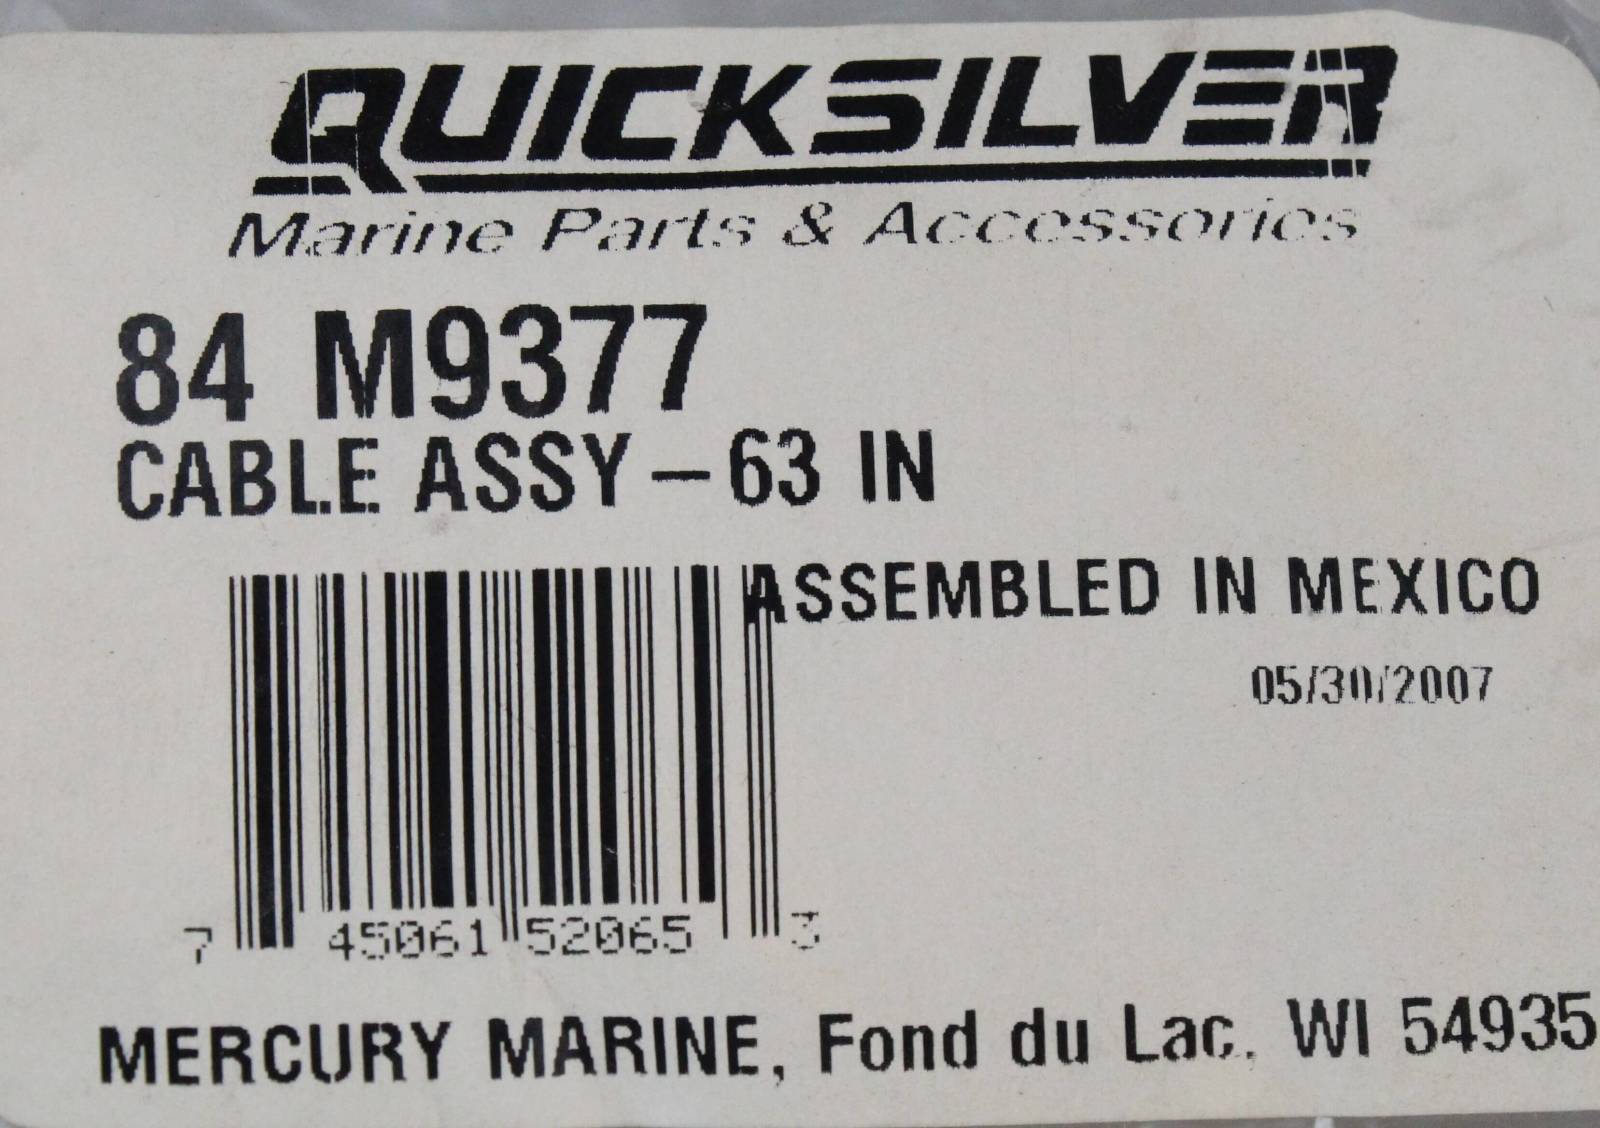 QUICKSILVER
Marine Parts & Accessories
84 M9377
CABLE ASSY – 63 IN
ASSEMBLED IN MEXICO
05/30/2007
7 45061 52065 3
MERCURY MARINE, Fond du Lac, WI 54935